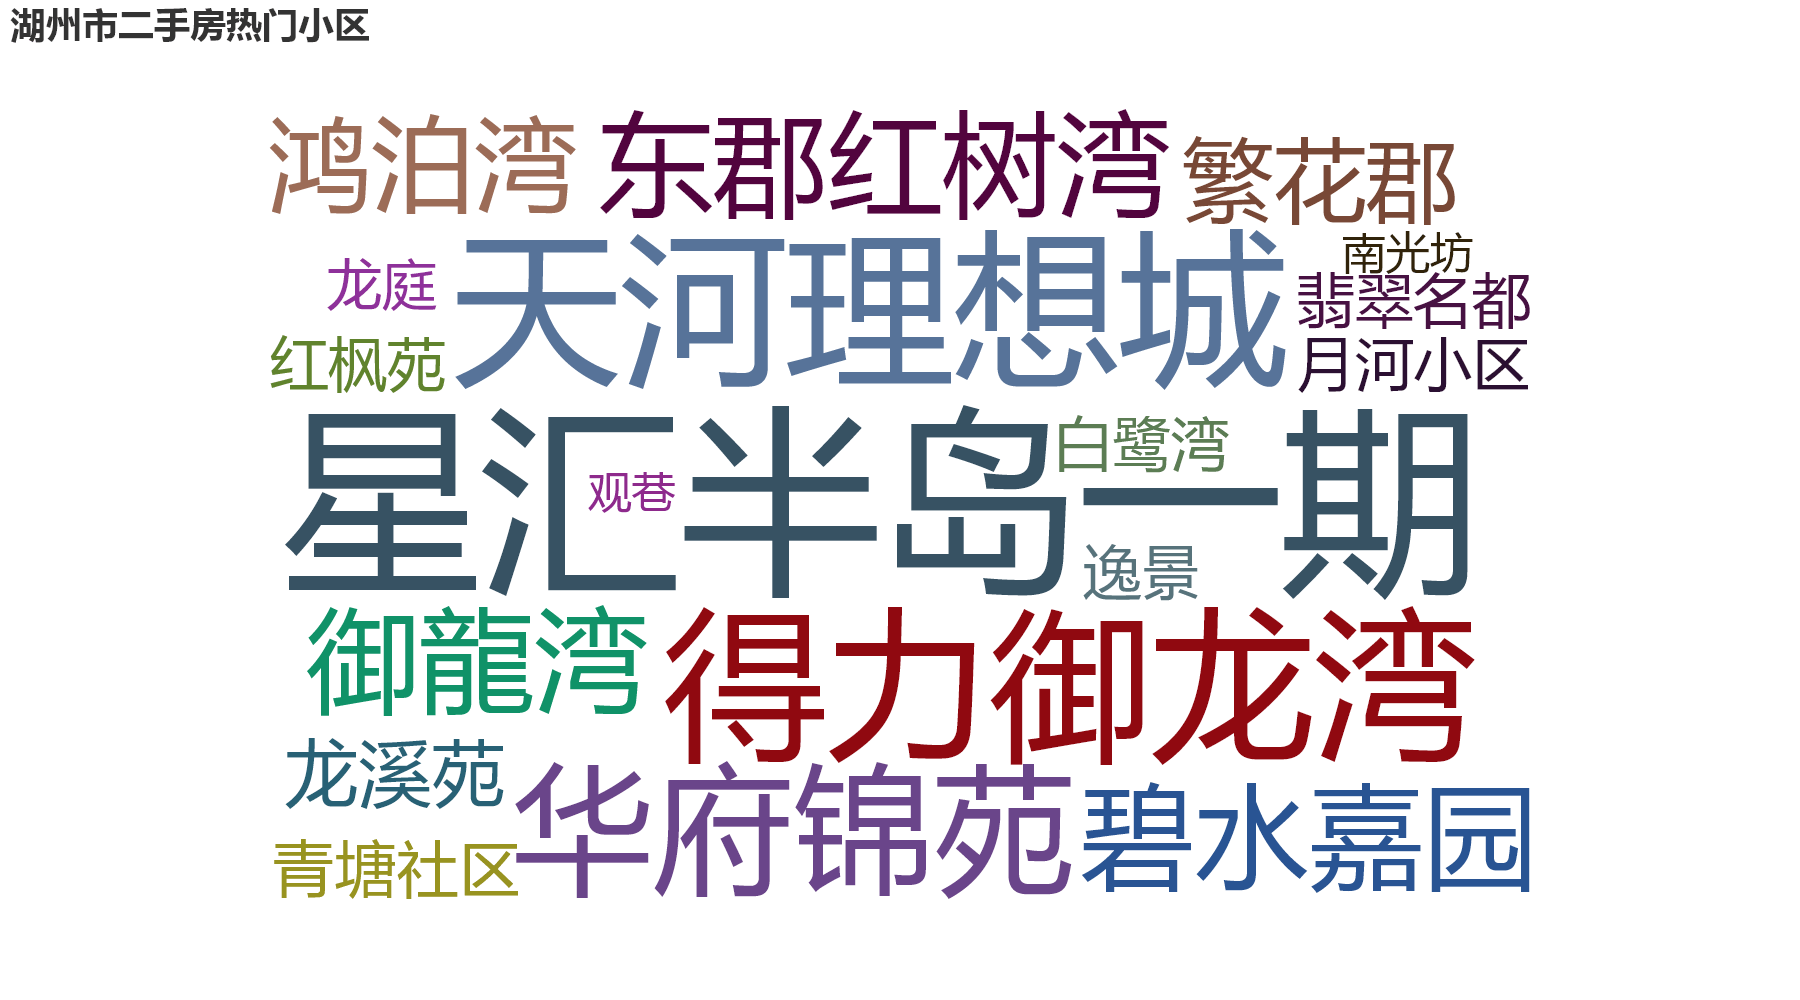 湖州市二手房热门小区
鸿泊湾
东郡红树湾
繁花郡
龙庭
天河理想城
南光坊
翡翠名都
红枫苑
月河小区
星汇半岛一期
白鹭湾
观巷
逸景
御龍湾
得力御龙湾
龙溪苑
华府锦苑
碧水嘉园
青塘社区